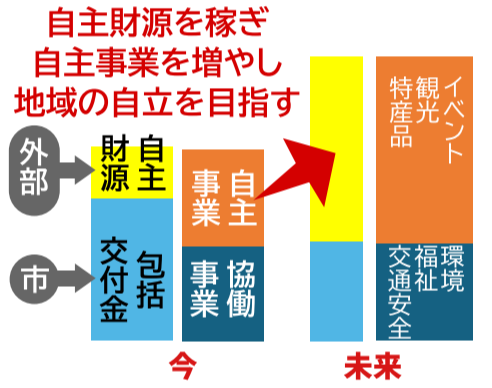 自主財源を稼ぎ
自主事業を増やし
地域の自立を目指す
外部
自主
財源
自主
事業
市
包括
交付金
協働
事業
イベント
観光
特産品
環境
福祉
交通安全
今
未来